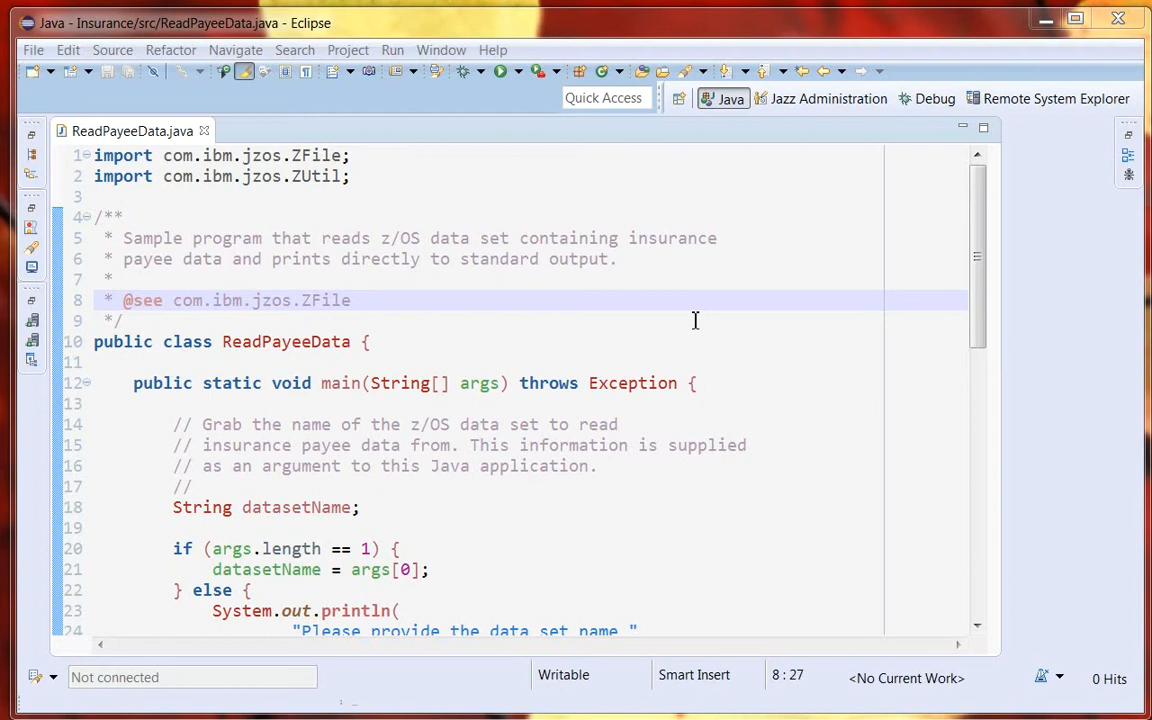 Java - Insurance/src/ReadPayeeData.java - Eclipse
File Edit Source Refactor Navigate Search Project Run Window Help
Quick Access Java Jazz Administration Debug Remote System Explorer
ReadPayeeData.java
1 import com.ibm.jzos.ZFile;
2 import com.ibm.jzos.ZUtil;
3
4 /**
5 * Sample program that reads z/OS data set containing insurance
6 * payee data and prints directly to standard output.
7 *
8 * @see com.ibm.jzos.ZFile
9 */
10 public class ReadPayeeData {
11
12 public static void main(String[] args) throws Exception {
13
14 // Grab the name of the z/OS data set to read
15 // insurance payee data from. This information is supplied
16 // as an argument to this Java application.
17 //
18 String datasetName;
19
20 if (args.length == 1) {
21 datasetName = args[0];
22 } else {
23 System.out.println(
24 "Please provide the data set name "
Not connected Writable Smart Insert 8 : 27 <No Current Work> 0 Hits